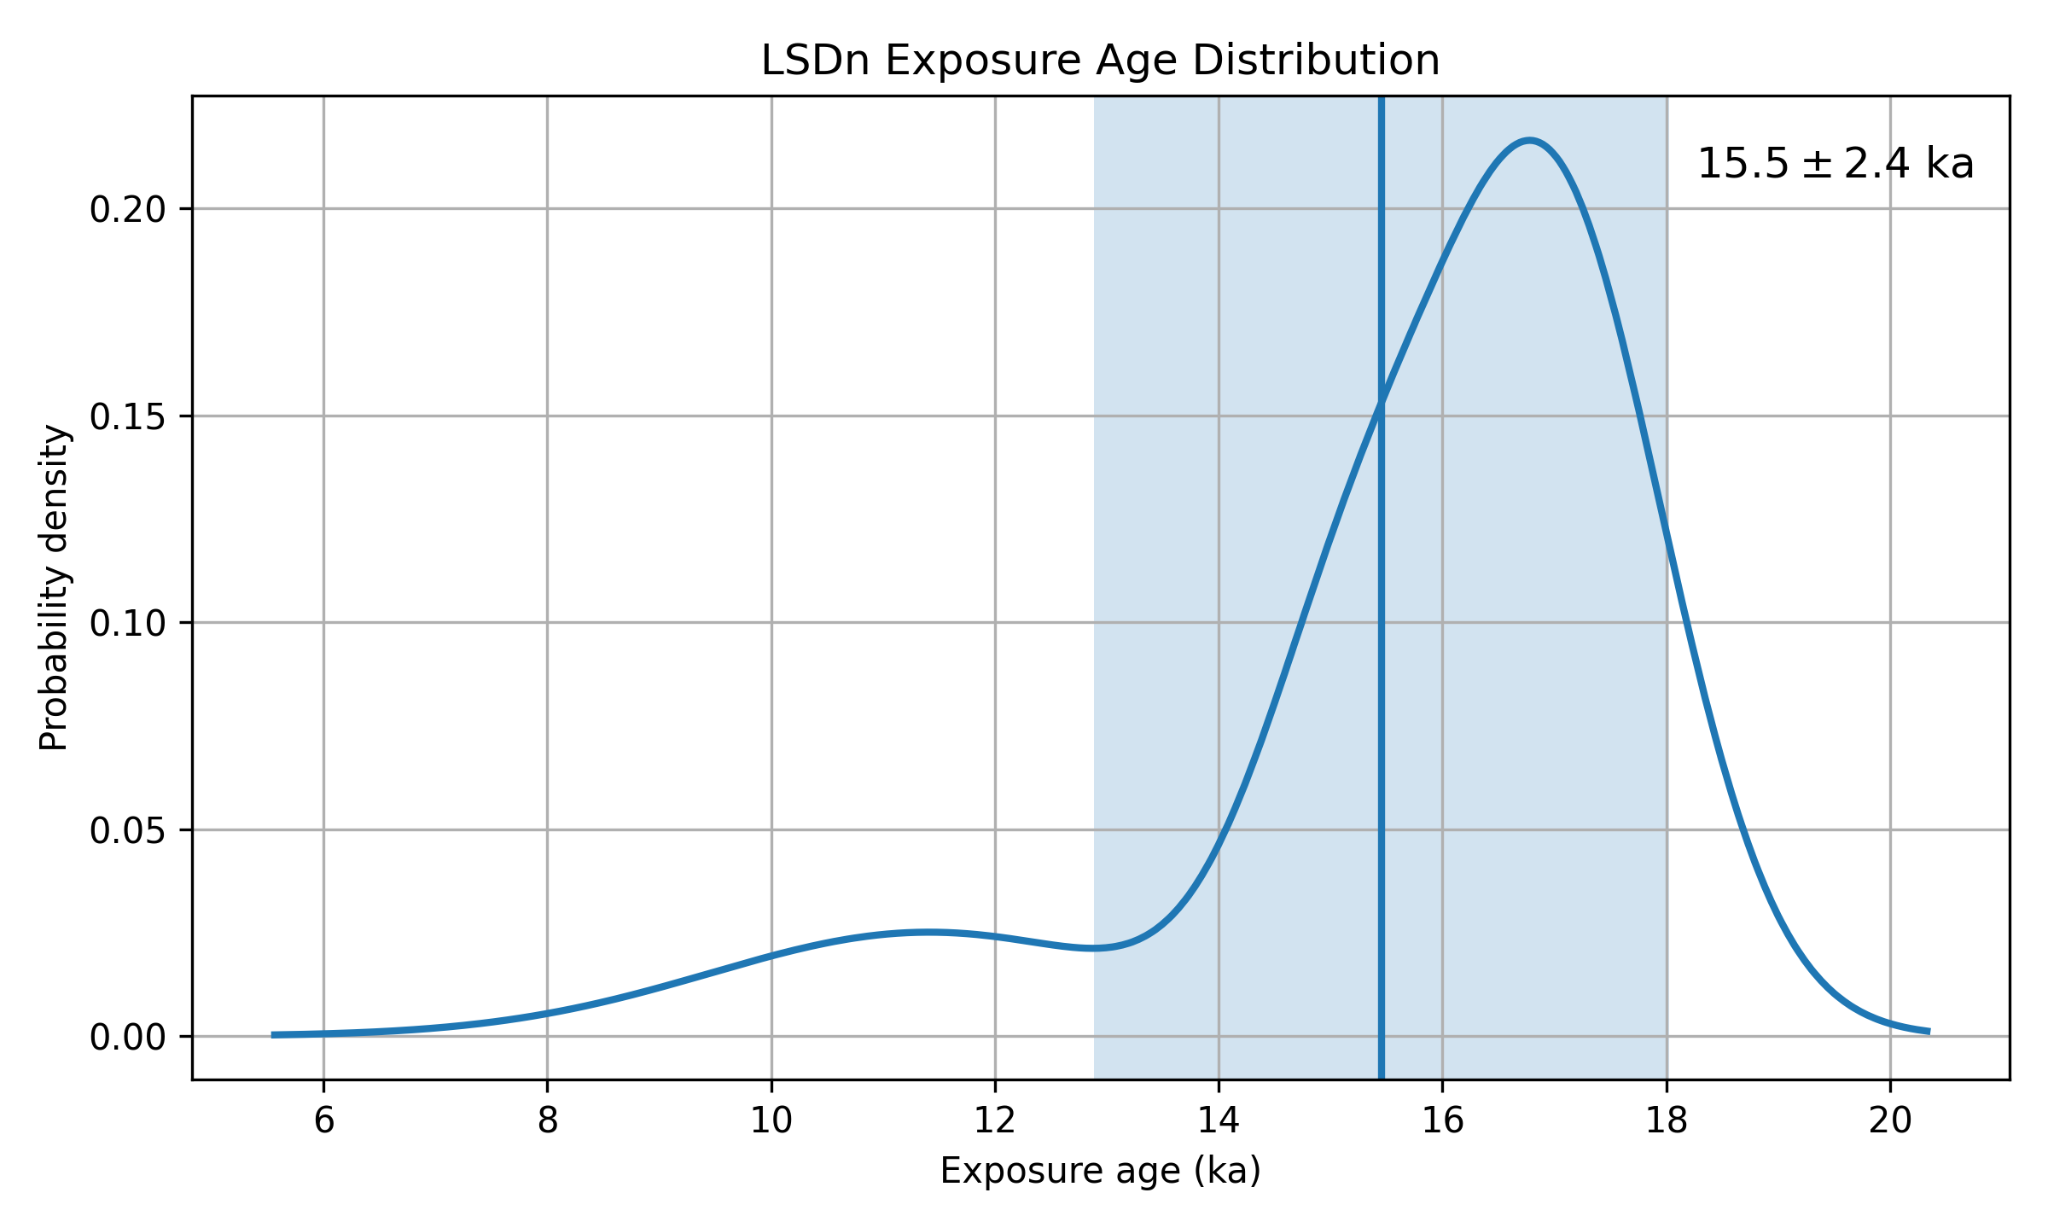 LSDn Exposure Age Distribution
15.5 ± 2.4 ka
Probability density
0.20
0.15
0.10
0.05
0.00
6 8 10 12 14 16 18 20
Exposure age (ka)